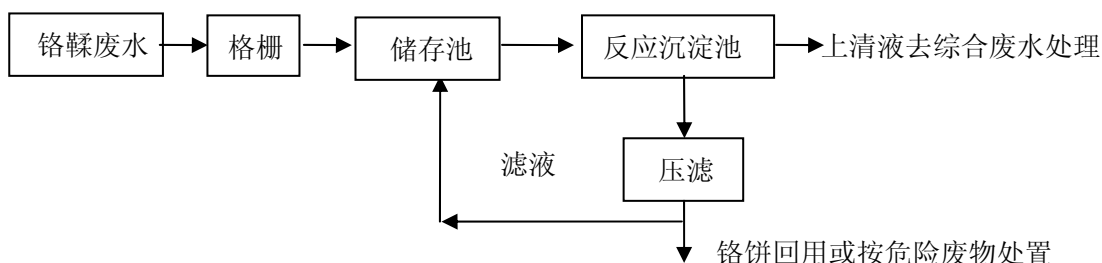 铬鞣废水
格栅
储存池
反应沉淀池
上清液去综合废水处理
滤液
压滤
铬饼回用或按危险废物处置